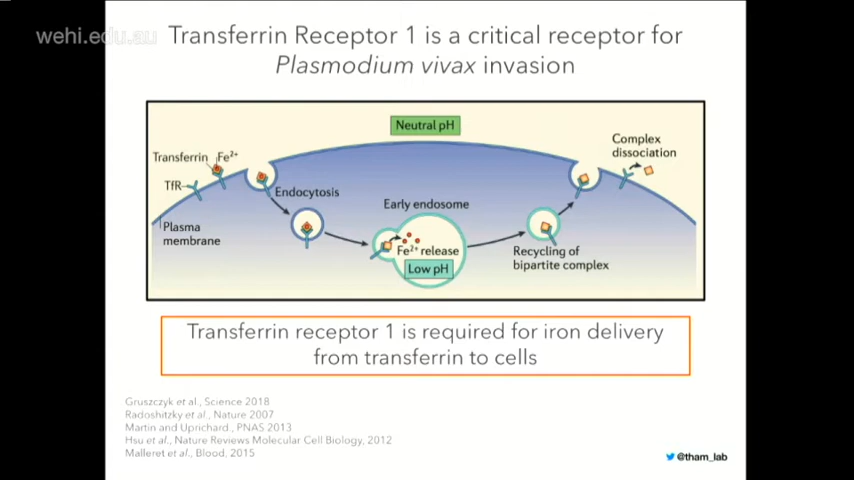 wehi.edu.au
Transferrin Receptor 1 is a critical receptor for
Plasmodium vivax invasion
Neutral pH
Transferrin Fe²⁺
TfR
Endocytosis
Plasma
membrane
Early endosome
Fe²⁺ release
Low pH
Recycling of
bipartite complex
Complex
dissociation
Transferrin receptor 1 is required for iron delivery
from transferrin to cells
Gruszczyk et al., Science 2018
Radoshitzky et al., Nature 2007
Martin and Uprichard., PNAS 2013
Hsu et al., Nature Reviews Molecular Cell Biology, 2012
Malleret et al., Blood, 2015
@tham_lab